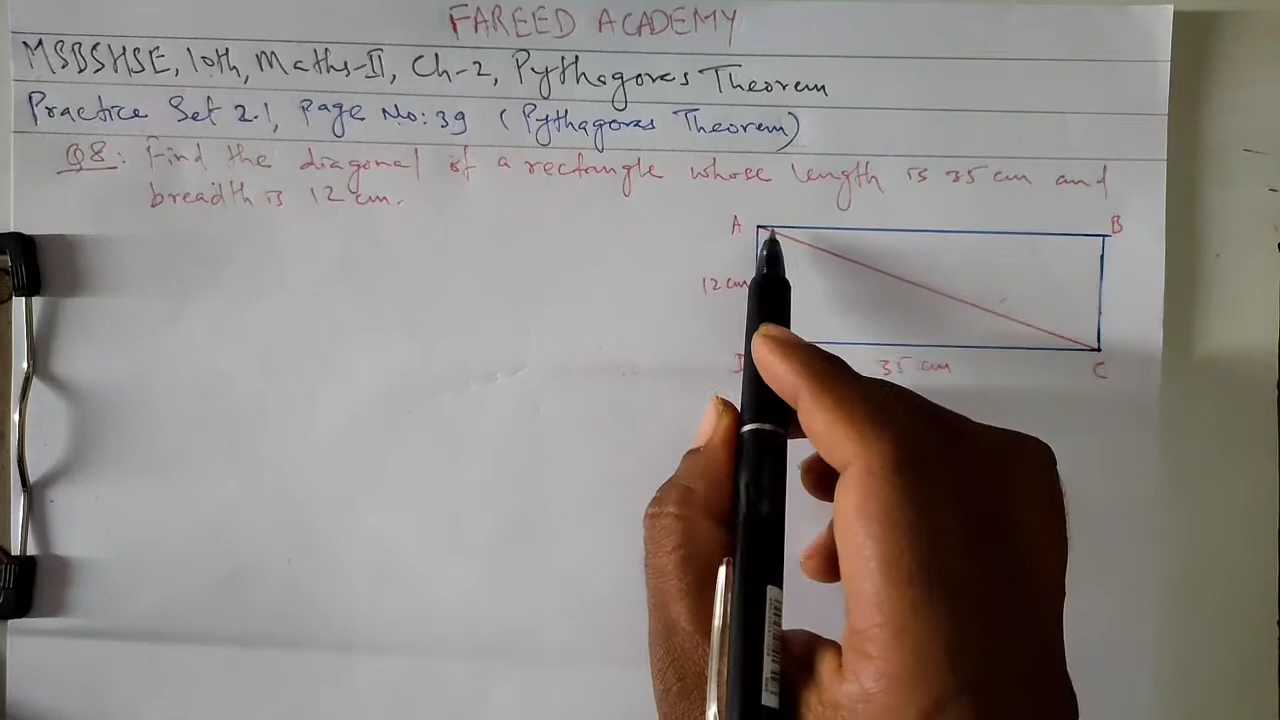 FAREED ACADEMY
MSBSHSE, 10th, Maths-II, Ch-2, Pythagoras Theorem
Practice Set 2.1, Page No: 39 (Pythagoras Theorem)
Q8: Find the diagonal of a rectangle whose length is 35 cm and
breadth is 12 cm.
A B
12 cm
35 cm
C